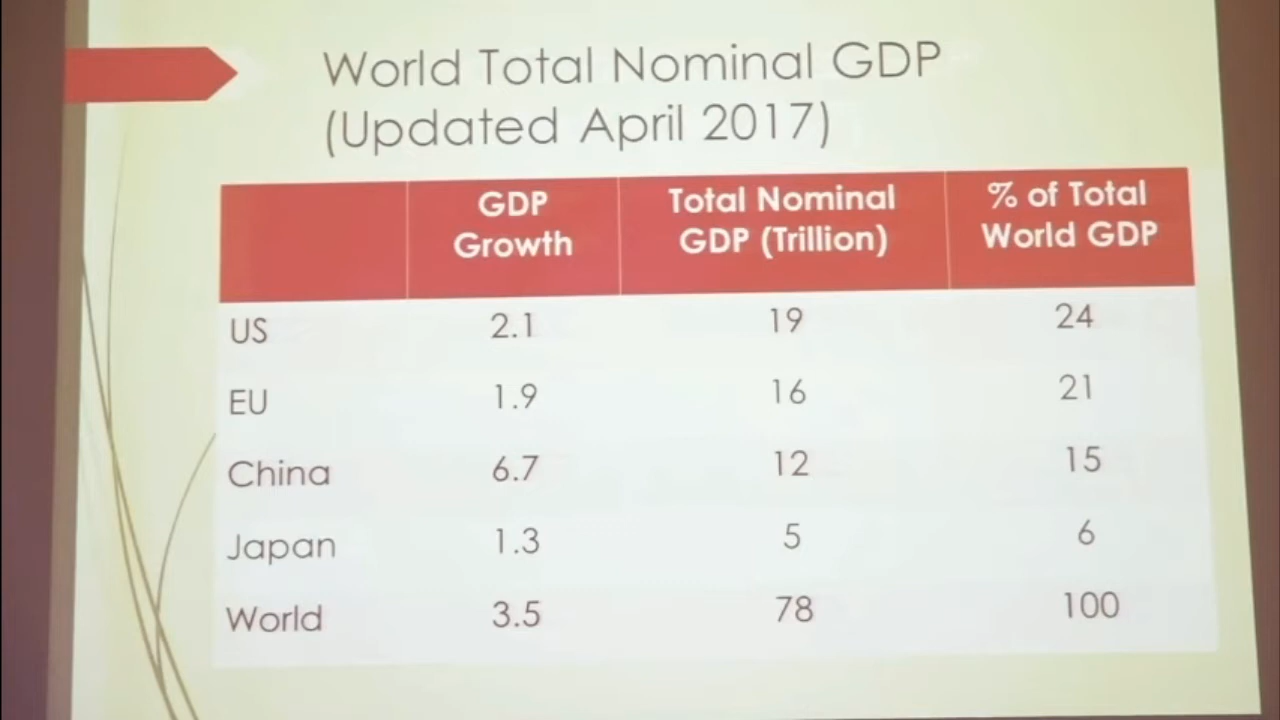 World Total Nominal GDP
(Updated April 2017)
GDP Growth Total Nominal GDP (Trillion) % of Total World GDP
US 2.1 19 24
EU 1.9 16 21
China 6.7 12 15
Japan 1.3 5 6
World 3.5 78 100